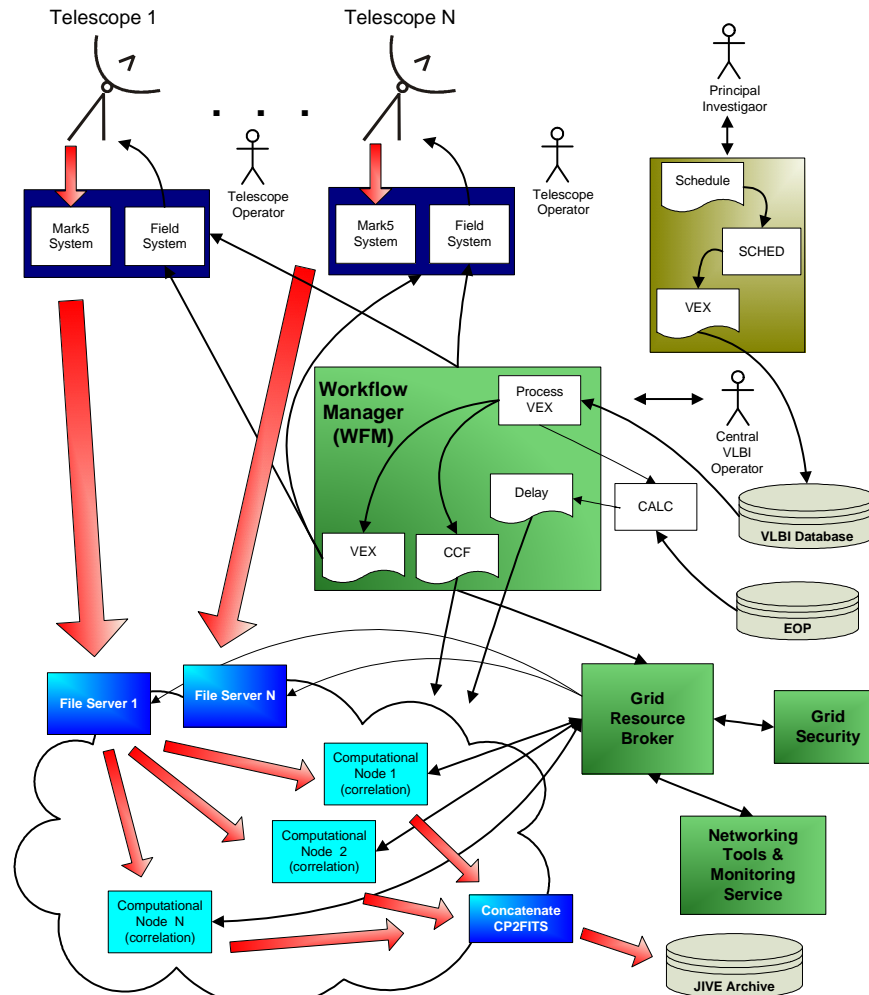 Telescope 1
Telescope N
Principal
Investigaor
Telescope
Operator
Telescope
Operator
Mark5
System
Field
System
Mark5
System
Field
System
Schedule
SCHED
VEX
Workflow
Manager
(WFM)
Process
VEX
Central
VLBI
Operator
Delay
CALC
VEX
CCF
VLBI Database
EOP
File Server 1
File Server N
Grid
Resource
Broker
Grid
Security
Computational
Node 1
(correlation)
Computational
Node 2
(correlation)
Computational
Node N
(correlation)
Networking
Tools &
Monitoring
Service
Concatenate
CP2FITS
JIVE Archive